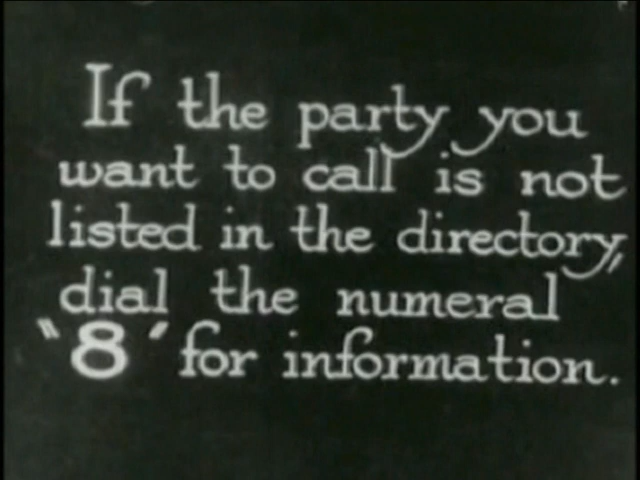 If the party you
want to call is not
listed in the directory,
dial the numeral
"8" for information.